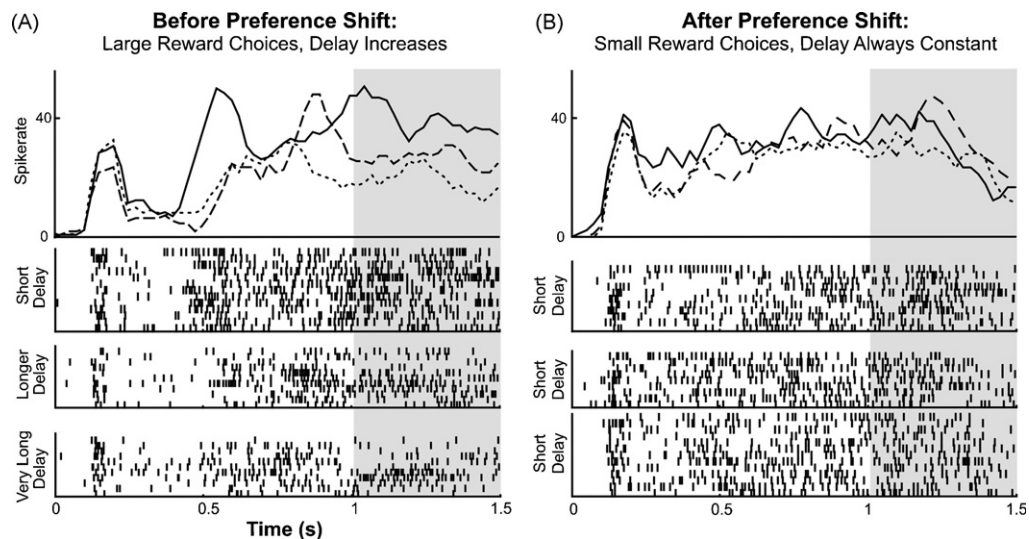 (A)
Before Preference Shift:
Large Reward Choices, Delay Increases
Spikerate
40
0
Short
Delay
Longer
Delay
Very Long
Delay
0
0.5
1
1.5
Time (s)
(B)
After Preference Shift:
Small Reward Choices, Delay Always Constant
40
0
Short
Delay
Short
Delay
Short
Delay
0
0.5
1
1.5